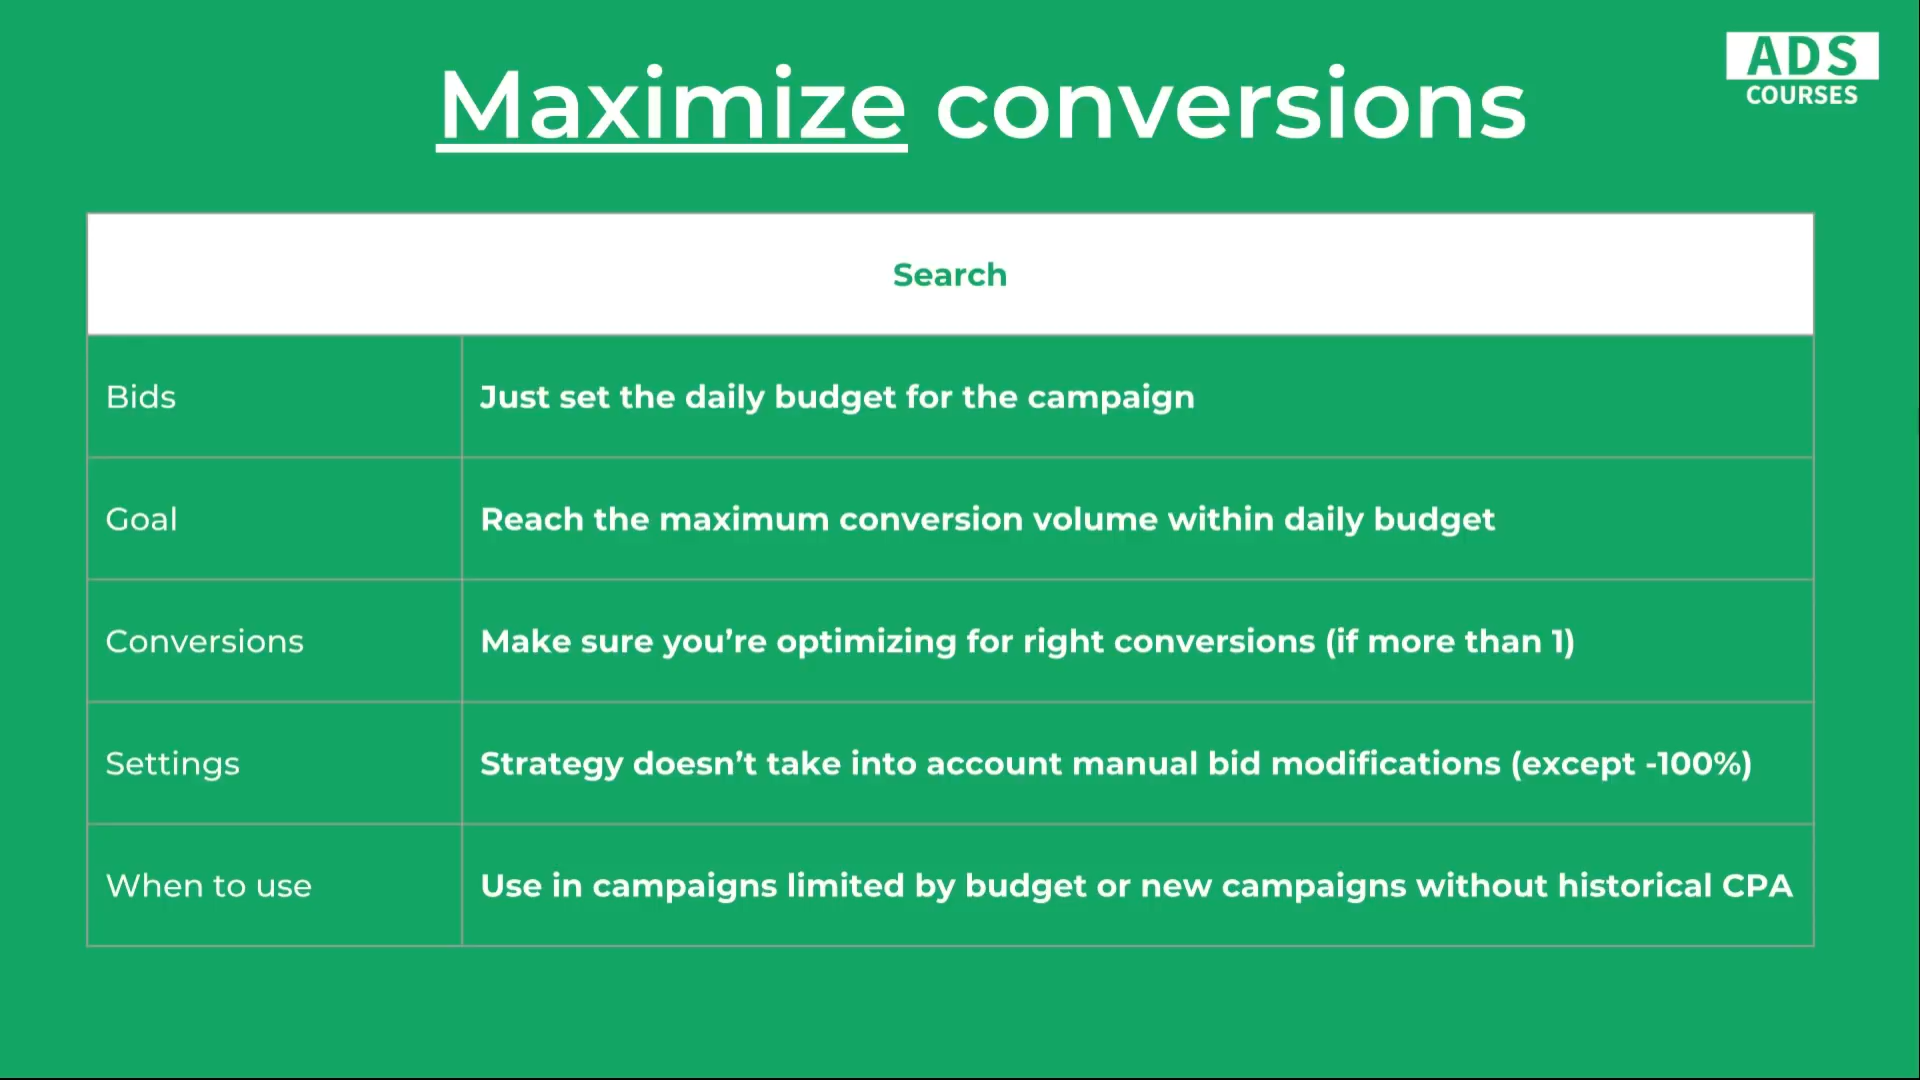 ADS
COURSES
Maximize conversions
Search
Bids
Just set the daily budget for the campaign
Goal
Reach the maximum conversion volume within daily budget
Conversions
Make sure you’re optimizing for right conversions (if more than 1)
Settings
Strategy doesn’t take into account manual bid modifications (except -100%)
When to use
Use in campaigns limited by budget or new campaigns without historical CPA